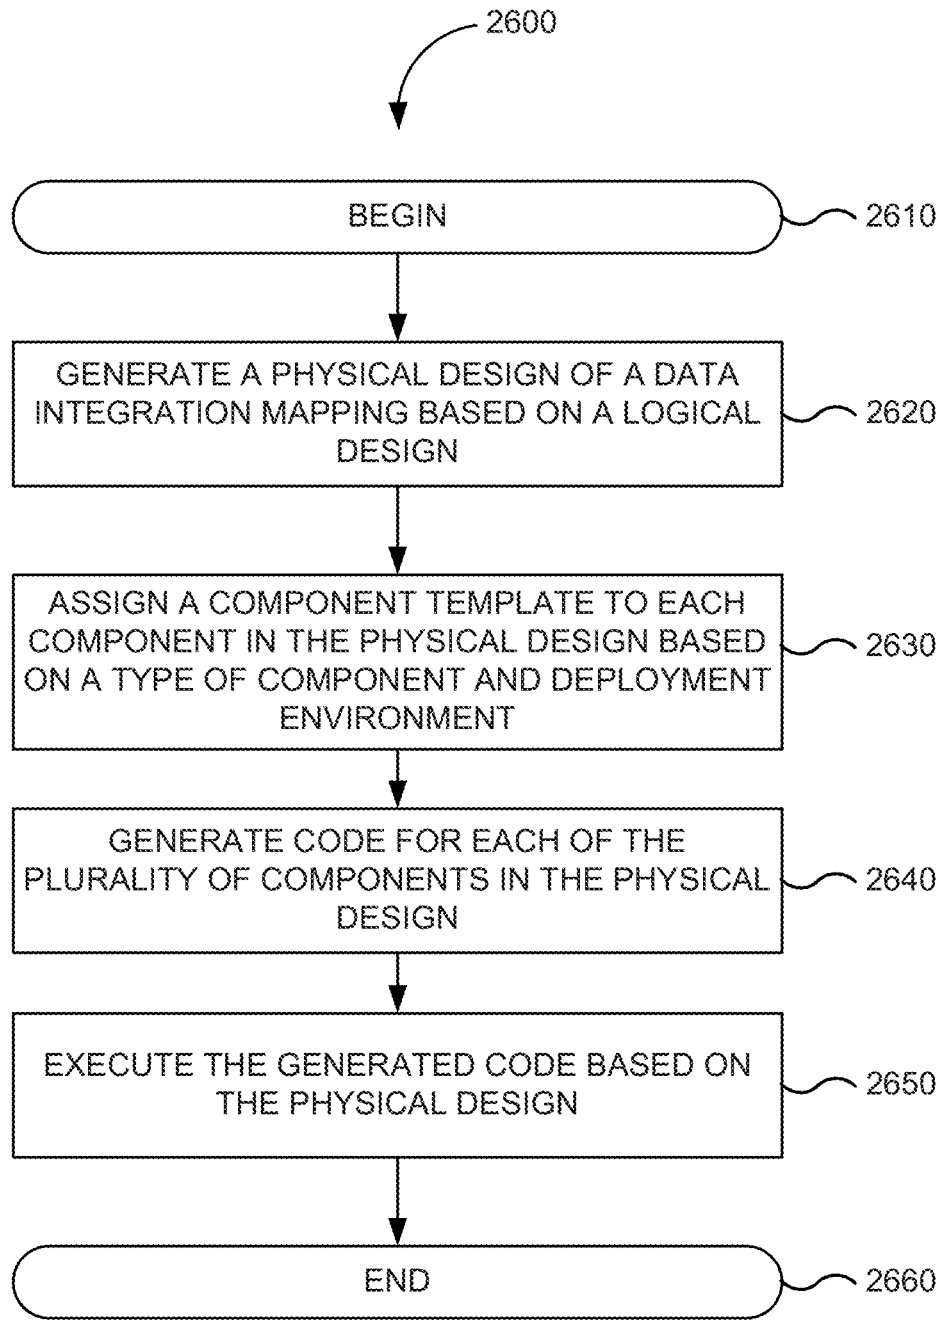 2600
BEGIN
2610
GENERATE A PHYSICAL DESIGN OF A DATA
INTEGRATION MAPPING BASED ON A LOGICAL
DESIGN
2620
ASSIGN A COMPONENT TEMPLATE TO EACH
COMPONENT IN THE PHYSICAL DESIGN BASED
ON A TYPE OF COMPONENT AND DEPLOYMENT
ENVIRONMENT
2630
GENERATE CODE FOR EACH OF THE
PLURALITY OF COMPONENTS IN THE PHYSICAL
DESIGN
2640
EXECUTE THE GENERATED CODE BASED ON
THE PHYSICAL DESIGN
2650
END
2660